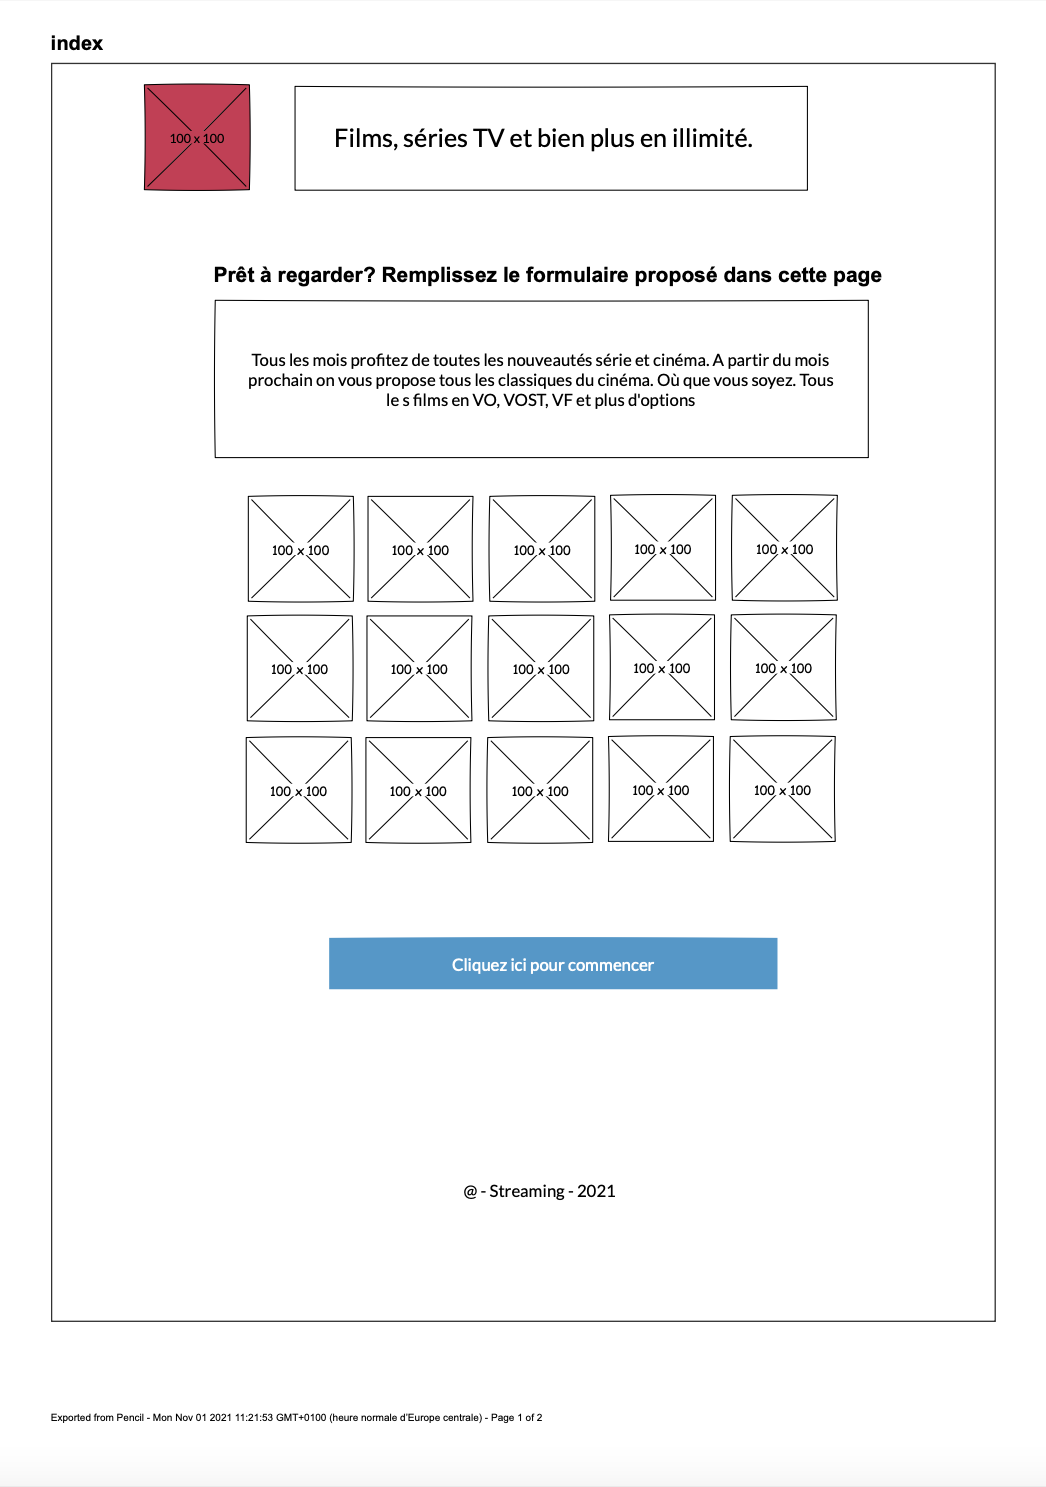 index
100 x 100
Films, séries TV et bien plus en illimité.
Prêt à regarder? Remplissez le formulaire proposé dans cette page
Tous les mois profitez de toutes les nouveautés série et cinéma. A partir du mois
prochain on vous propose tous les classiques du cinéma. Où que vous soyez. Tous
le s films en VO, VOST, VF et plus d'options
100 x 100 100 x 100 100 x 100 100 x 100 100 x 100
100 x 100 100 x 100 100 x 100 100 x 100 100 x 100
100 x 100 100 x 100 100 x 100 100 x 100 100 x 100
Cliquez ici pour commencer
@ - Streaming - 2021
Exported from Pencil - Mon Nov 01 2021 11:21:53 GMT+0100 (heure normale d'Europe centrale) - Page 1 of 2